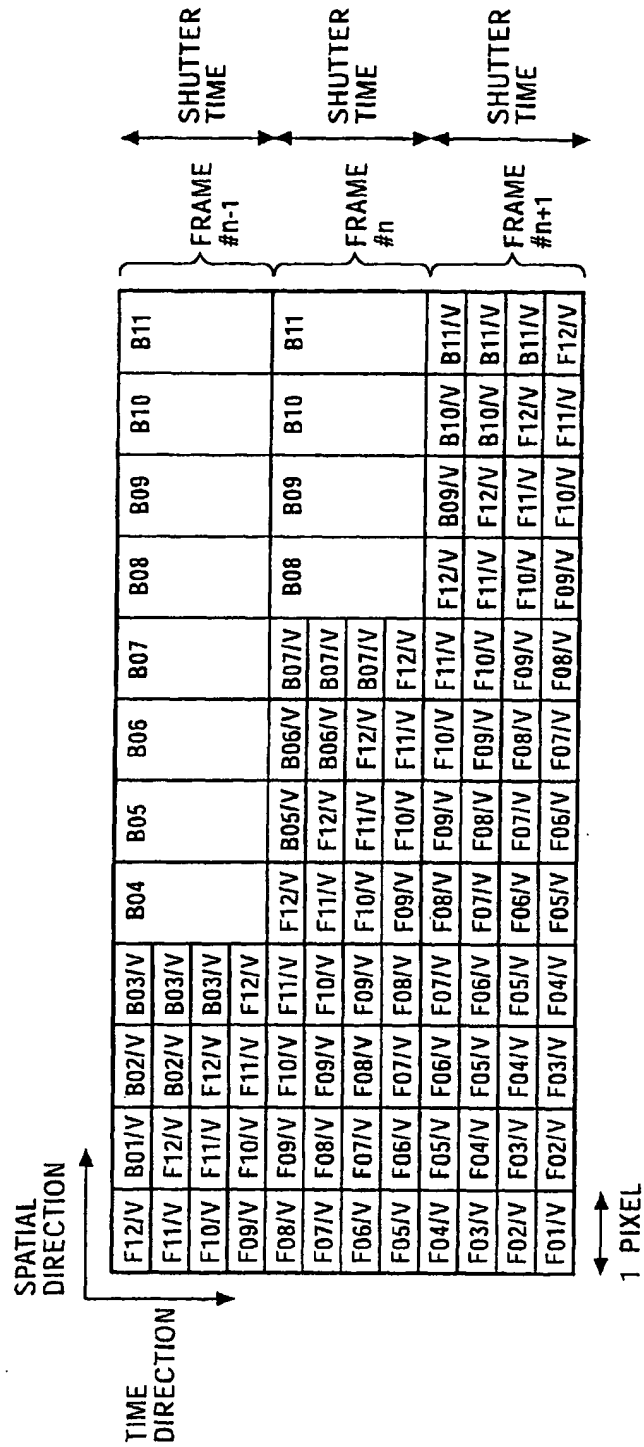 SPATIAL
DIRECTION
TIME
DIRECTION
F12/V B01/V B02/V B03/V B04 B05 B06 B07 B08 B09 B10 B11
F11/V F12/V B02/V B03/V
F10/V F11/V F12/V B03/V
F09/V F10/V F11/V F12/V
FRAME
#n-1
SHUTTER
TIME
F08/V F09/V F10/V F11/V F12/V B05/V B06/V B07/V B08 B09 B10 B11
F07/V F08/V F09/V F10/V F11/V F12/V B06/V B07/V
F06/V F07/V F08/V F09/V F10/V F11/V F12/V B07/V
F05/V F06/V F07/V F08/V F09/V F10/V F11/V F12/V
FRAME
#n
SHUTTER
TIME
F04/V F05/V F06/V F07/V F08/V F09/V F10/V F11/V F12/V B09/V B10/V B11/V
F03/V F04/V F05/V F06/V F07/V F08/V F09/V F10/V F11/V F12/V B10/V B11/V
F02/V F03/V F04/V F05/V F06/V F07/V F08/V F09/V F10/V F11/V F12/V B11/V
F01/V F02/V F03/V F04/V F05/V F06/V F07/V F08/V F09/V F10/V F11/V F12/V
FRAME
#n+1
SHUTTER
TIME
1 PIXEL